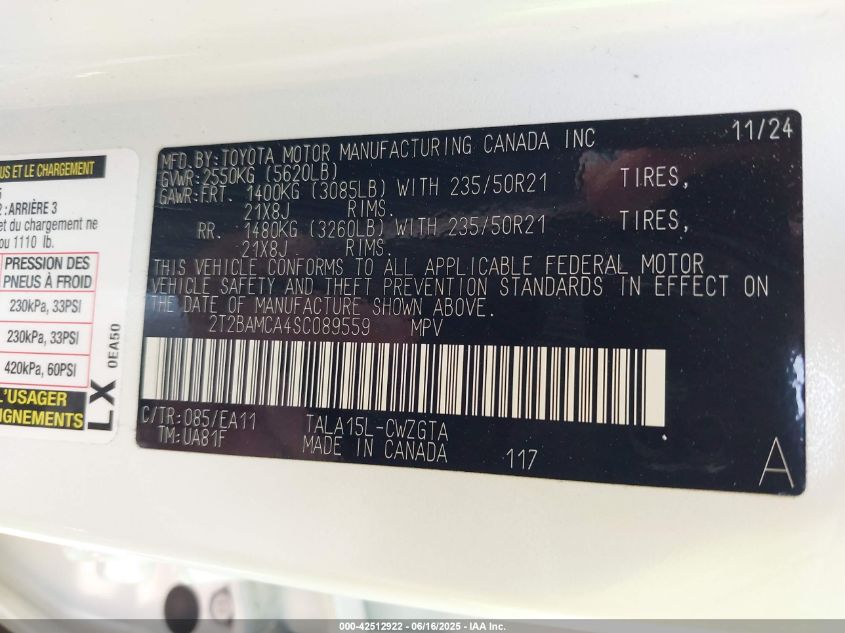 US ET LE CHARGEMENT
5
2 : ARRIÈRE 3
et du chargement ne
ou 1110 lb.
PRESSION DES
PNEUS À FROID
230kPa, 33PSI
230kPa, 33PSI
420kPa, 60PSI
L'USAGER
IGNEMENTS
LX
0EA50
11/24
MFD. BY: TOYOTA MOTOR MANUFACTURING CANADA INC
GVWR: 2550KG (5620LB)
GAWR: FRT. 1400KG (3085LB) WITH 235/50R21 TIRES,
21X8J RIMS.
RR. 1480KG (3260LB) WITH 235/50R21 TIRES,
21X8J RIMS.
THIS VEHICLE CONFORMS TO ALL APPLICABLE FEDERAL MOTOR
VEHICLE SAFETY AND THEFT PREVENTION STANDARDS IN EFFECT ON
THE DATE OF MANUFACTURE SHOWN ABOVE.
2T2BAMCA4SC089559 MPV
C/TR: 085/EA11 TALA15L-CWZGTA
TM: UA81F MADE IN CANADA 117
A
000-42512922 - 06/16/2025 - IAA Inc.